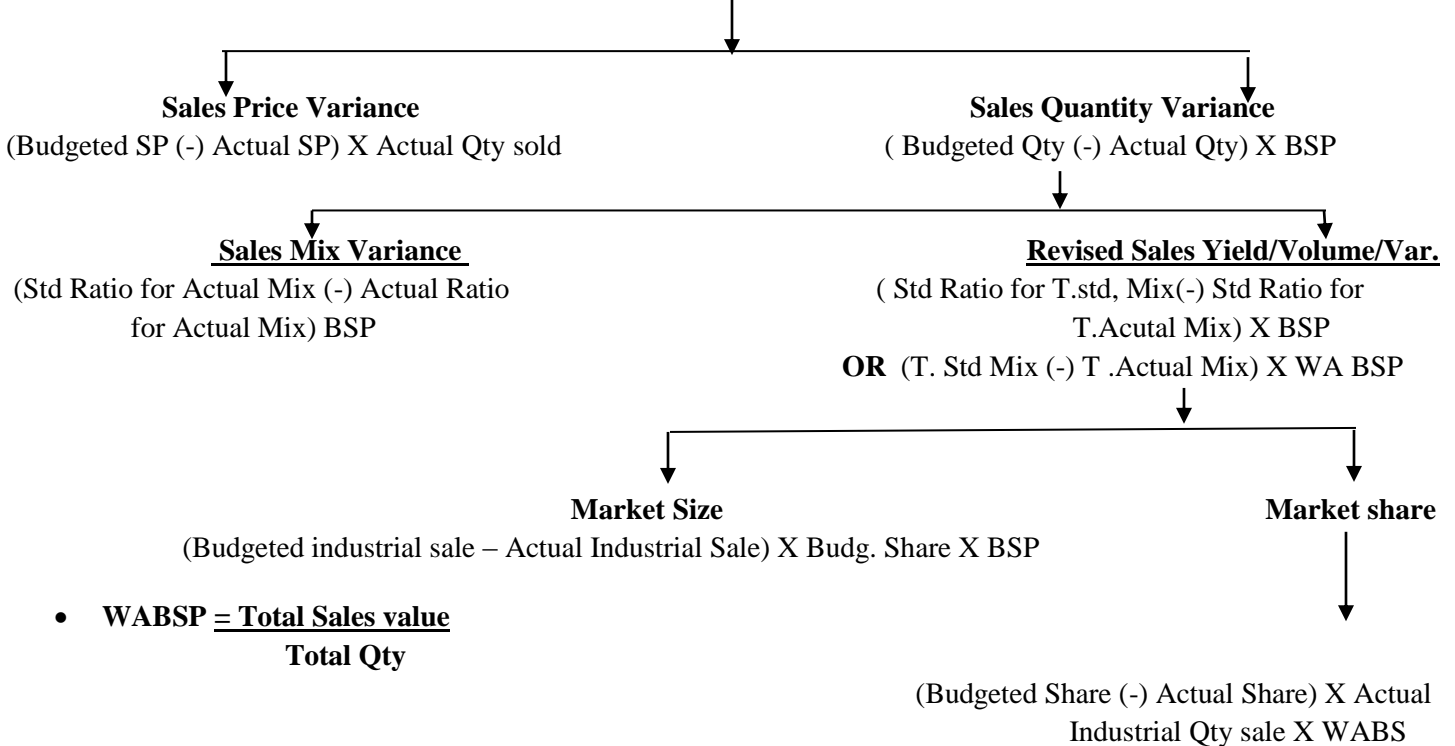 Sales Price Variance
(Budgeted SP (-) Actual SP) X Actual Qty sold
Sales Quantity Variance
( Budgeted Qty (-) Actual Qty) X BSP
Sales Mix Variance
(Std Ratio for Actual Mix (-) Actual Ratio
for Actual Mix) BSP
Revised Sales Yield/Volume/Var.
( Std Ratio for T.std, Mix(-) Std Ratio for
T.Acutal Mix) X BSP
OR (T. Std Mix (-) T .Actual Mix) X WA BSP
Market Size
(Budgeted industrial sale – Actual Industrial Sale) X Budg. Share X BSP
Market share
• WABSP = Total Sales value
Total Qty
(Budgeted Share (-) Actual Share) X Actual
Industrial Qty sale X WABS